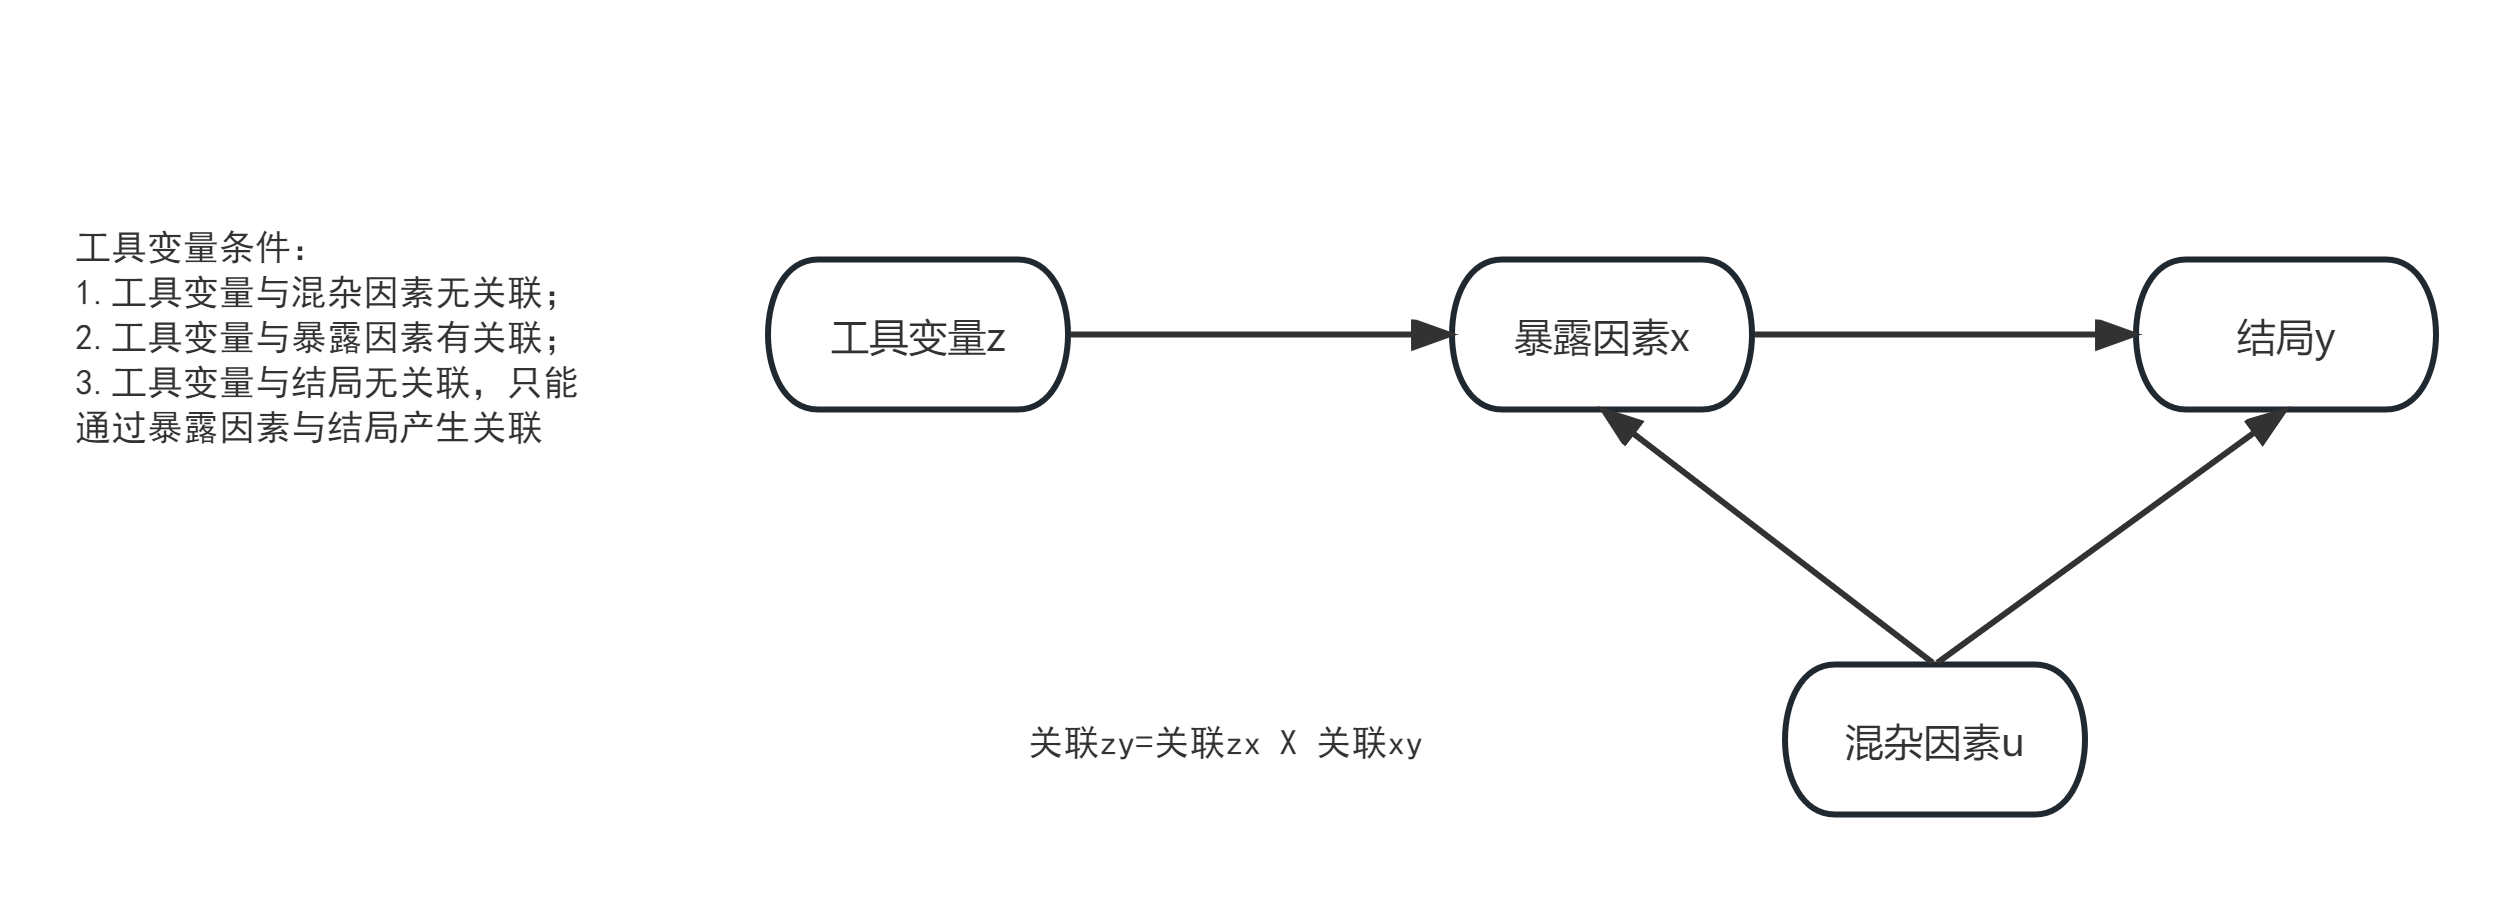 工具变量条件：
1.工具变量与混杂因素无关联；
2.工具变量与暴露因素有关联；
3.工具变量与结局无关联，只能
通过暴露因素与结局产生关联
工具变量z
暴露因素x
结局y
关联zy=关联zx X 关联xy
混杂因素u